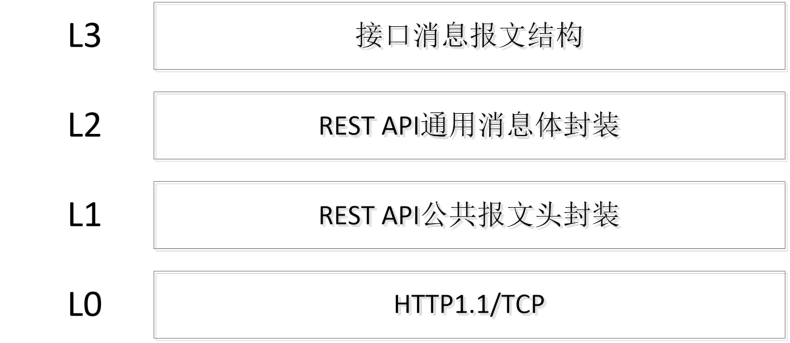 L3 接口消息报文结构
L2 REST API通用消息体封装
L1 REST API公共报文头封装
L0 HTTP1.1/TCP